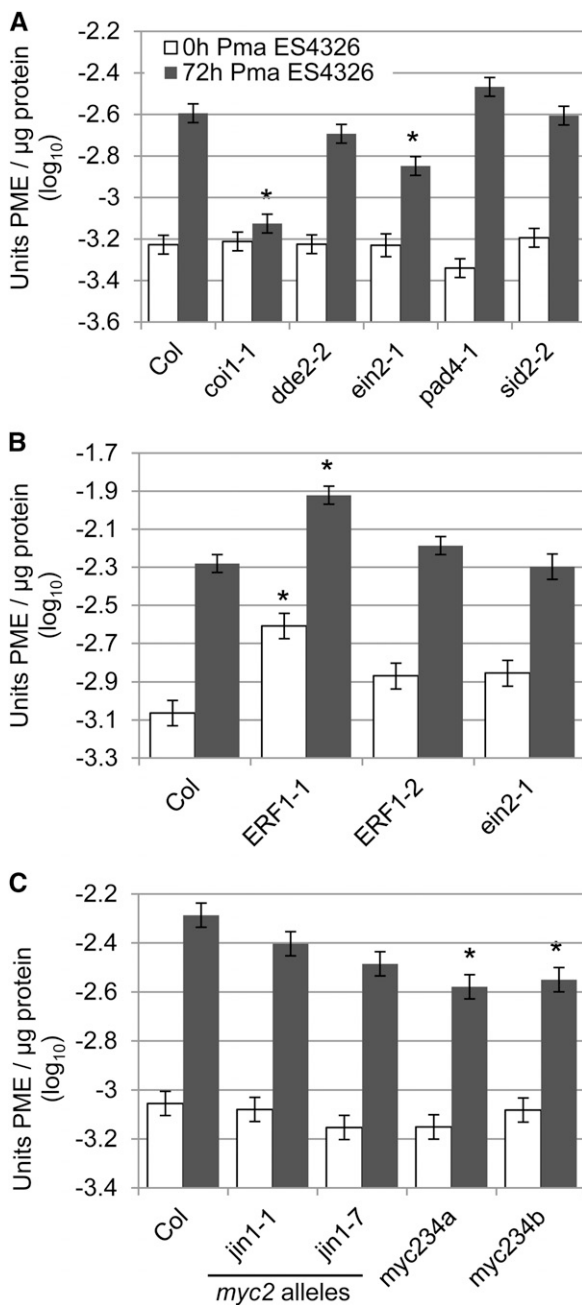 A
0h Pma ES4326
72h Pma ES4326
Units PME / µg protein
(log10)
-2.2
-2.4
-2.6
-2.8
-3
-3.2
-3.4
-3.6
*
*
Col
coi1-1
dde2-2
ein2-1
pad4-1
sid2-2
B
Units PME / µg protein
(log10)
-1.7
-1.9
-2.1
-2.3
-2.5
-2.7
-2.9
-3.1
-3.3
*
*
Col
ERF1-1
ERF1-2
ein2-1
C
Units PME / µg protein
(log10)
-2.2
-2.4
-2.6
-2.8
-3
-3.2
-3.4
*
*
Col
jin1-1
jin1-7
myc234a
myc234b
myc2 alleles